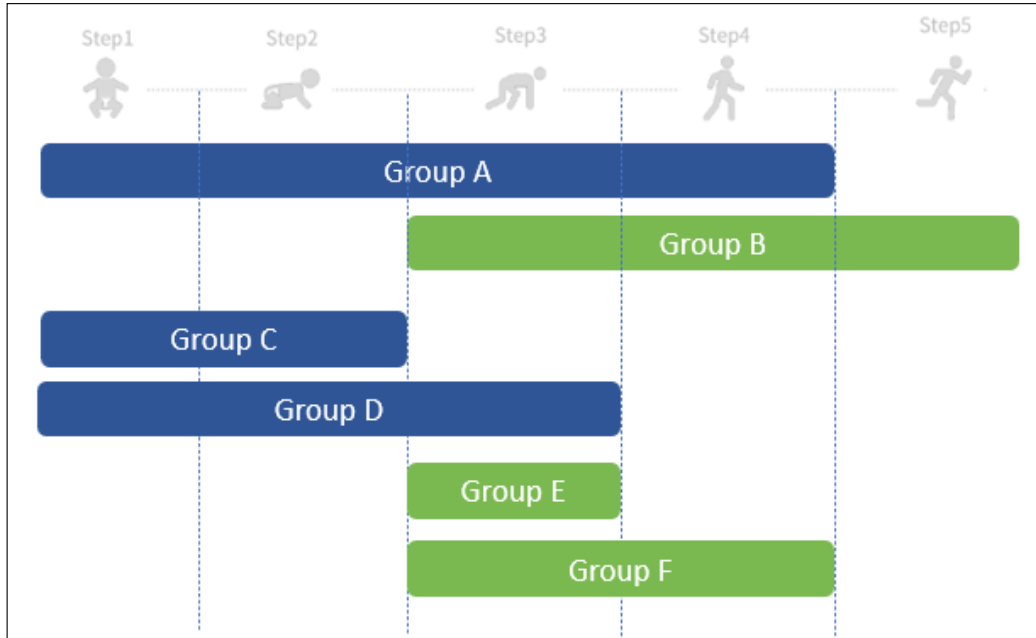 Step1
Step2
Step3
Step4
Step5
Group A
Group B
Group C
Group D
Group E
Group F